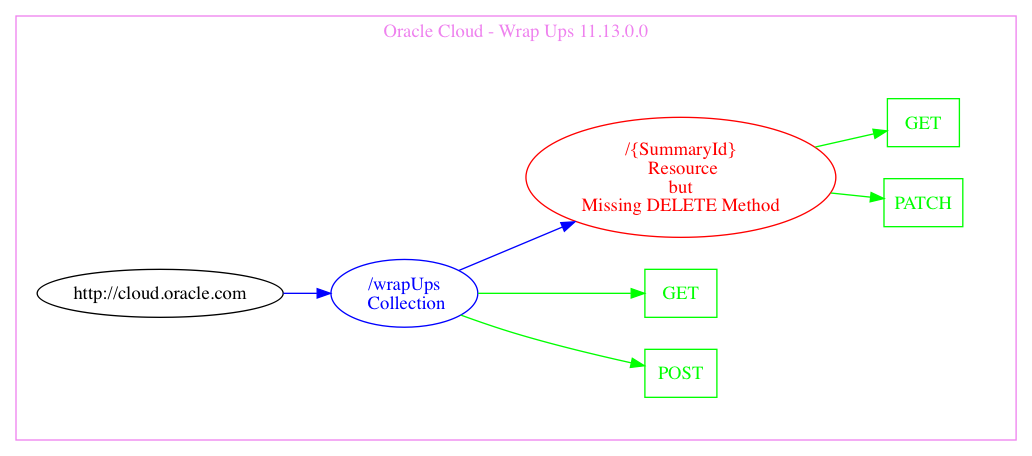 Oracle Cloud - Wrap Ups 11.13.0.0
/{SummaryId}
Resource
but
Missing DELETE Method
GET
PATCH
http://cloud.oracle.com
/wrapUps
Collection
GET
POST